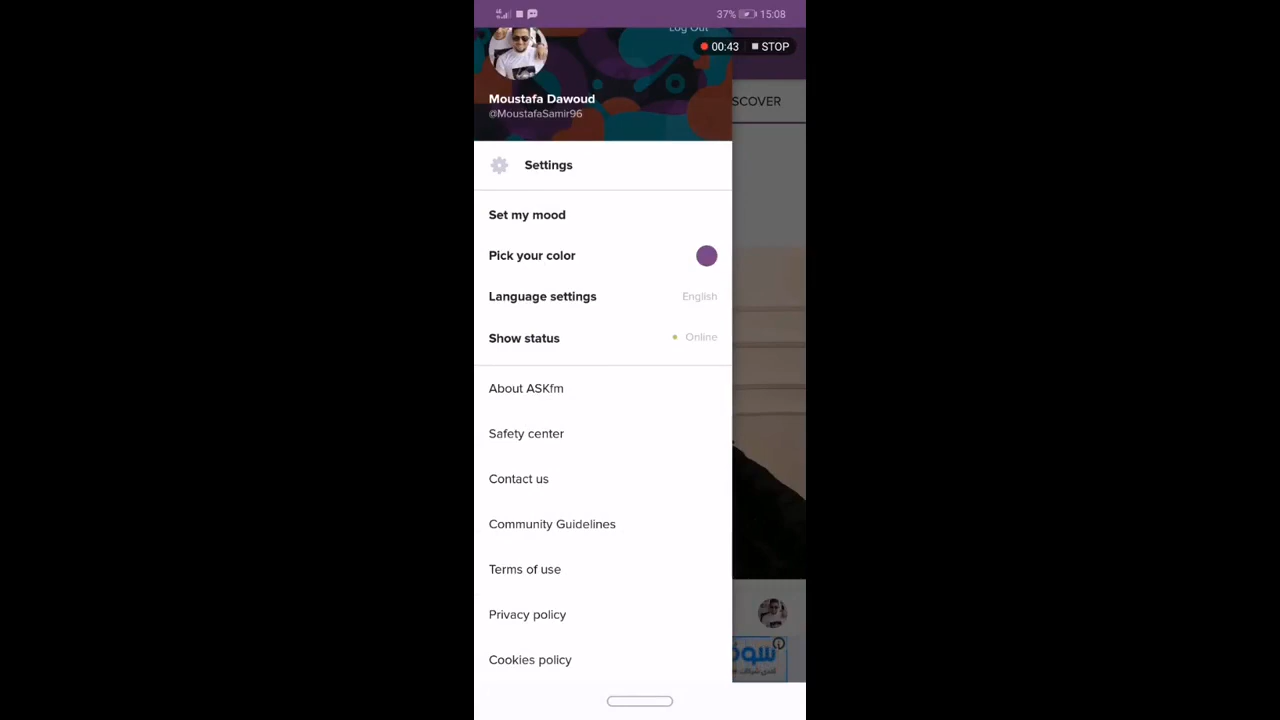 37% 15:08
Log Out
00:43 STOP
Moustafa Dawoud
@MoustafaSamir96
SCOVER
Settings
Set my mood
Pick your color
Language settings English
Show status Online
About ASKfm
Safety center
Contact us
Community Guidelines
Terms of use
Privacy policy
Cookies policy
سوق